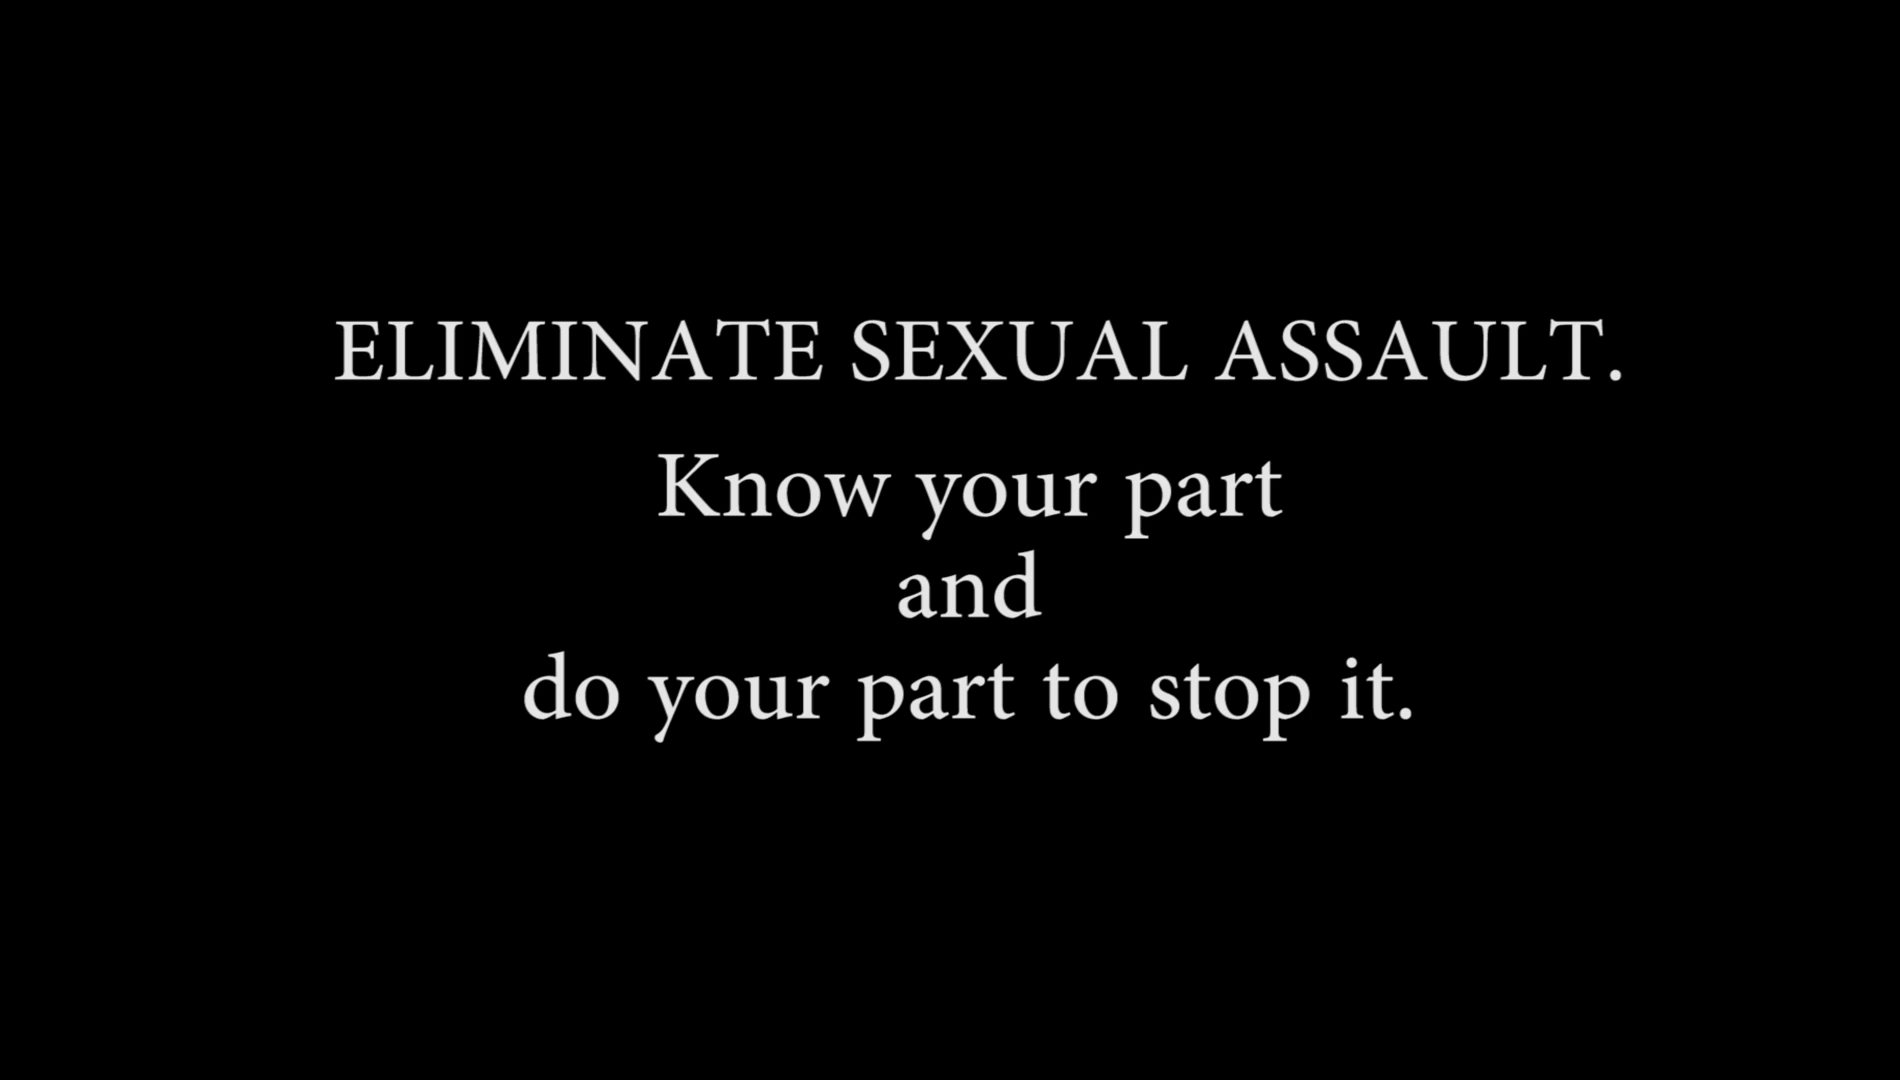 ELIMINATE SEXUAL ASSAULT.
Know your part
and
do your part to stop it.